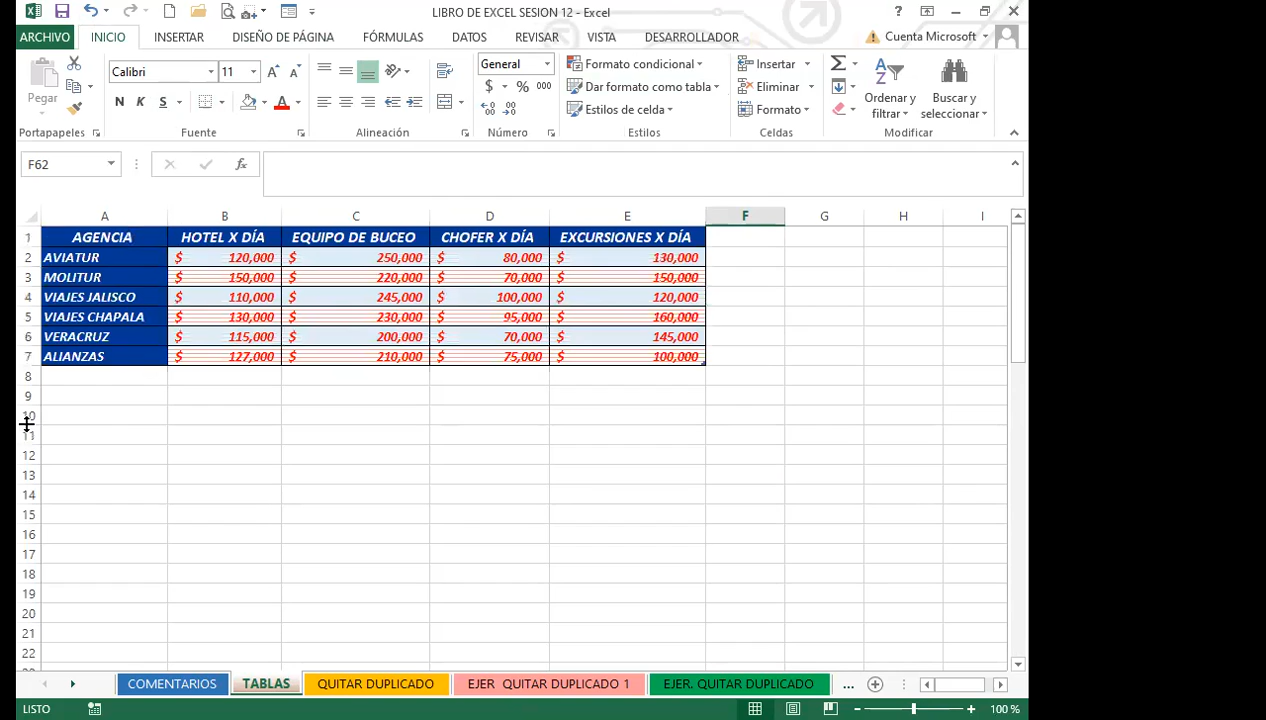 LIBRO DE EXCEL SESION 12 - Excel
?
ARCHIVO INICIO INSERTAR DISEÑO DE PÁGINA FÓRMULAS DATOS REVISAR VISTA DESARROLLADOR Cuenta Microsoft
Pegar
Calibri 11
N K S
General
$ % 000
Formato condicional
Dar formato como tabla
Estilos de celda
Insertar
Eliminar
Formato
Ordenar y filtrar
Buscar y seleccionar
Portapapeles Fuente Alineación Número Estilos Celdas Modificar
F62 fx
A B C D E F G H I
1 AGENCIA HOTEL X DÍA EQUIPO DE BUCEO CHOFER X DÍA EXCURSIONES X DÍA
2 AVIATUR $ 120,000 $ 250,000 $ 80,000 $ 130,000
3 MOLITUR $ 150,000 $ 220,000 $ 70,000 $ 150,000
4 VIAJES JALISCO $ 110,000 $ 245,000 $ 100,000 $ 120,000
5 VIAJES CHAPALA $ 130,000 $ 230,000 $ 95,000 $ 160,000
6 VERACRUZ $ 115,000 $ 200,000 $ 70,000 $ 145,000
7 ALIANZAS $ 127,000 $ 210,000 $ 75,000 $ 100,000
8
9
10
11
12
13
14
15
16
17
18
19
20
21
22
COMENTARIOS TABLAS QUITAR DUPLICADO EJER QUITAR DUPLICADO 1 EJER. QUITAR DUPLICADO ...
LISTO 100 %